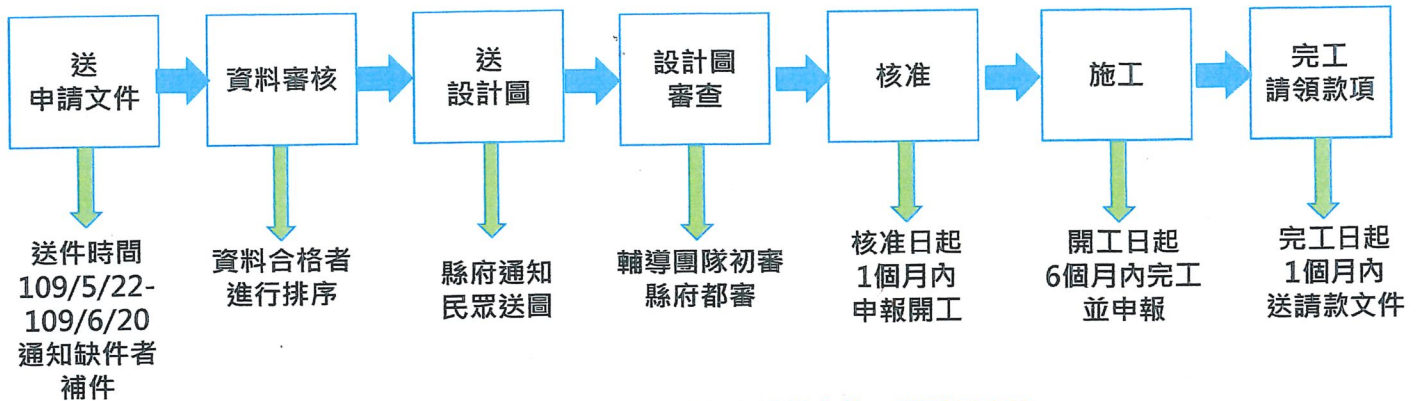 送
申請文件
資料審核
送
設計圖
設計圖
審查
核准
施工
完工
請領款項
送件時間
109/5/22-
109/6/20
通知缺件者
補件
資料合格者
進行排序
縣府通知
民眾送圖
輔導團隊初審
縣府都審
核准日起
1個月內
申報開工
開工日起
6個月內完工
並申報
完工日起
1個月內
送請款文件